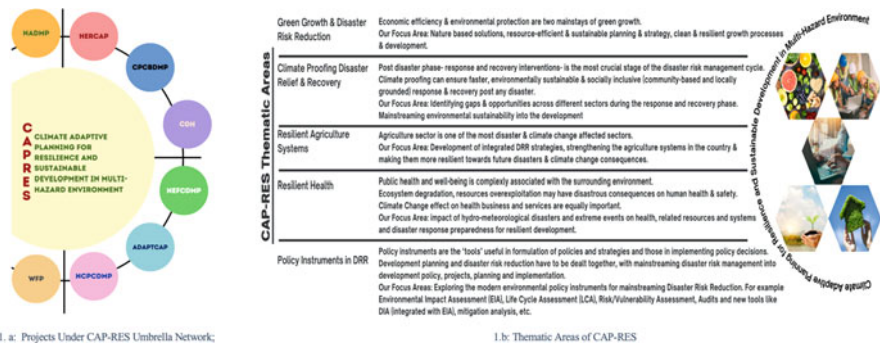 NADMP
HERCAP
CPCRDMP
CDH
HEFCDMP
ADAPTCAP
NCPCDMP
WFP
CAPRES
CLIMATE ADAPTIVE
PLANNING FOR
RESILIENCE AND
SUSTAINABLE
DEVELOPMENT IN MULTI-
HAZARD ENVIRONMENT
1. a: Projects Under CAP-RES Umbrella Network;
CAP-RES Thematic Areas
Green Growth & Disaster
Risk Reduction
Economic efficiency & environmental protection are two mainstays of green growth.
Our Focus Area: Nature based solutions, resource-efficient & sustainable planning & strategy, clean & resilient growth processes
& development.
Climate Proofing Disaster
Relief & Recovery
Post disaster phase- response and recovery interventions- is the most crucial stage of the disaster risk management cycle.
Climate proofing can ensure faster, environmentally sustainable & socially inclusive (community-based and locally
grounded) response & recovery post any disaster.
Our Focus Area: Identifying gaps & opportunities across different sectors during the response and recovery phase.
Mainstreaming environmental sustainability into the development
Resilient Agriculture
Systems
Agriculture sector is one of the most disaster & climate change affected sectors.
Our Focus Area: Development of integrated DRR strategies, strengthening the agriculture systems in the country &
making them more resilient towards future disasters & climate change consequences.
Resilient Health
Public health and well-being is complexly associated with the surrounding environment.
Ecosystem degradation, resources overexploitation may have disastrous consequences on human health & safety.
Climate Change effect on health business and services are equally important.
Our Focus Area: impact of hydro-meteorological disasters and extreme events on health, related resources and systems
and disaster response preparedness for resilient development.
Policy Instruments in DRR
Policy instruments are the 'tools' useful in formulation of policies and strategies and those in implementing policy decisions.
Development planning and disaster risk reduction have to be dealt together, with mainstreaming disaster risk management into
development policy, projects, planning and implementation.
Our Focus Areas: Exploring the modern environmental policy instruments for mainstreaming Disaster Risk Reduction. For example
Environmental Impact Assessment (EIA), Life Cycle Assessment (LCA), Risk/Vulnerability Assessment, Audits and new tools like
DIA (integrated with EIA), mitigation analysis, etc.
Climate Adaptive Planning for Resilience and Sustainable Development in Multi-Hazard Environment
1.b: Thematic Areas of CAP-RES